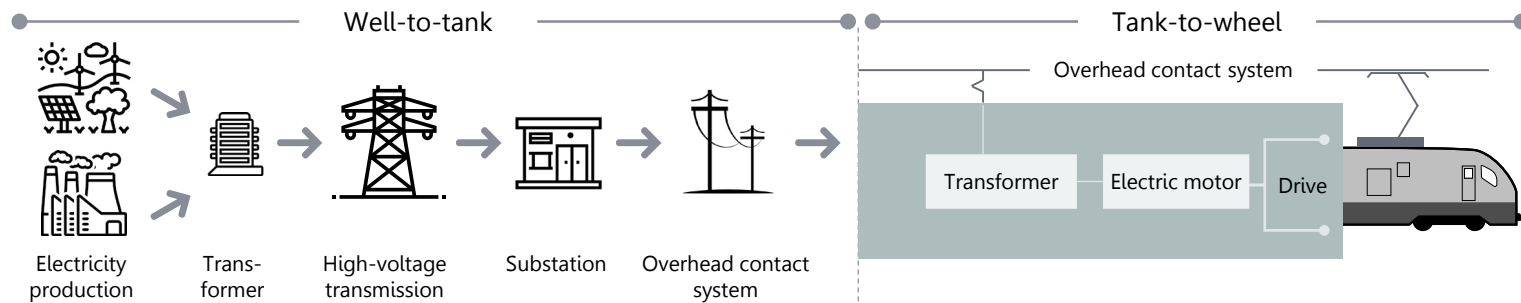 Well-to-tank
Tank-to-wheel
Overhead contact system
Transformer
Electric motor
Drive
Electricity
production
Trans-
former
High-voltage
transmission
Substation
Overhead contact
system